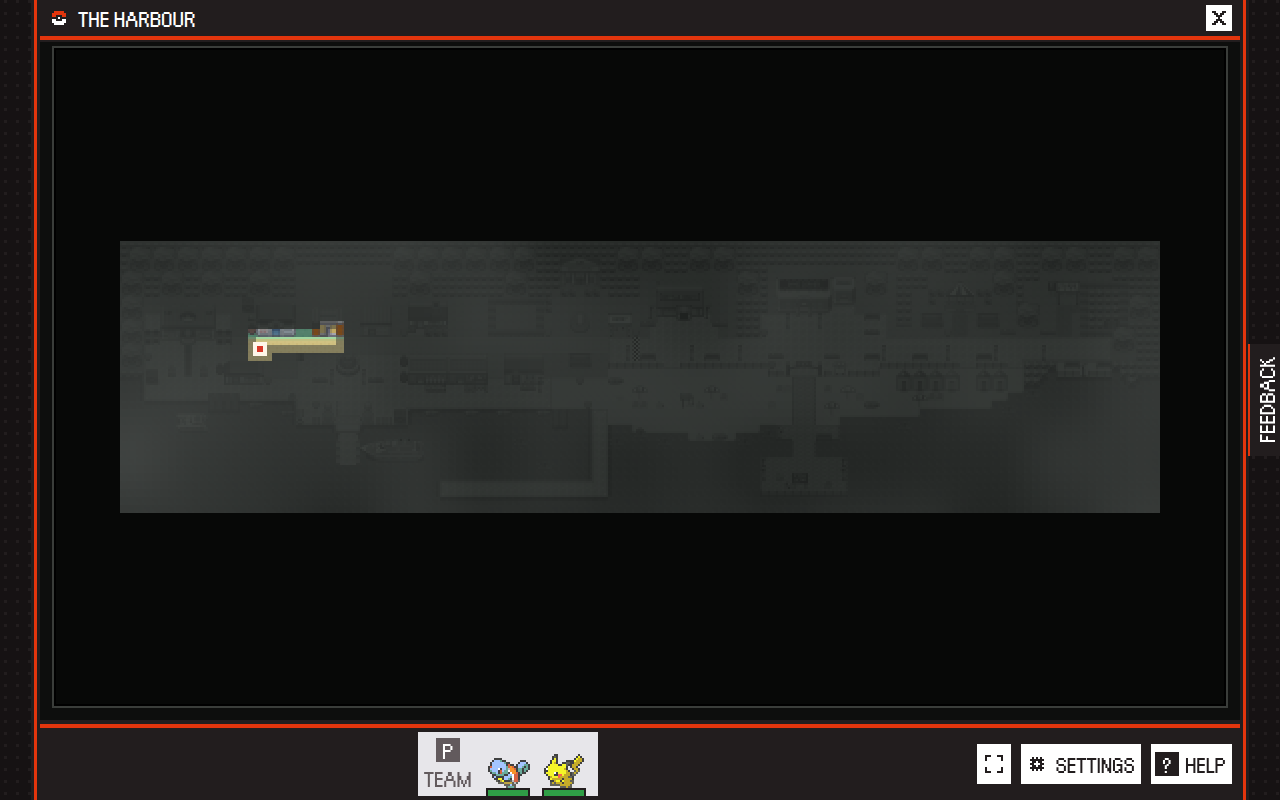 THE HARBOUR
X
FEEDBACK
P
TEAM
SETTINGS
? HELP